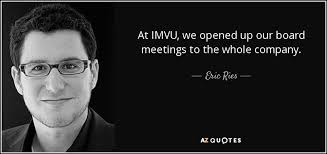 At IMVU, we opened up our board
meetings to the whole company.
Eric Ries
AZ QUOTES